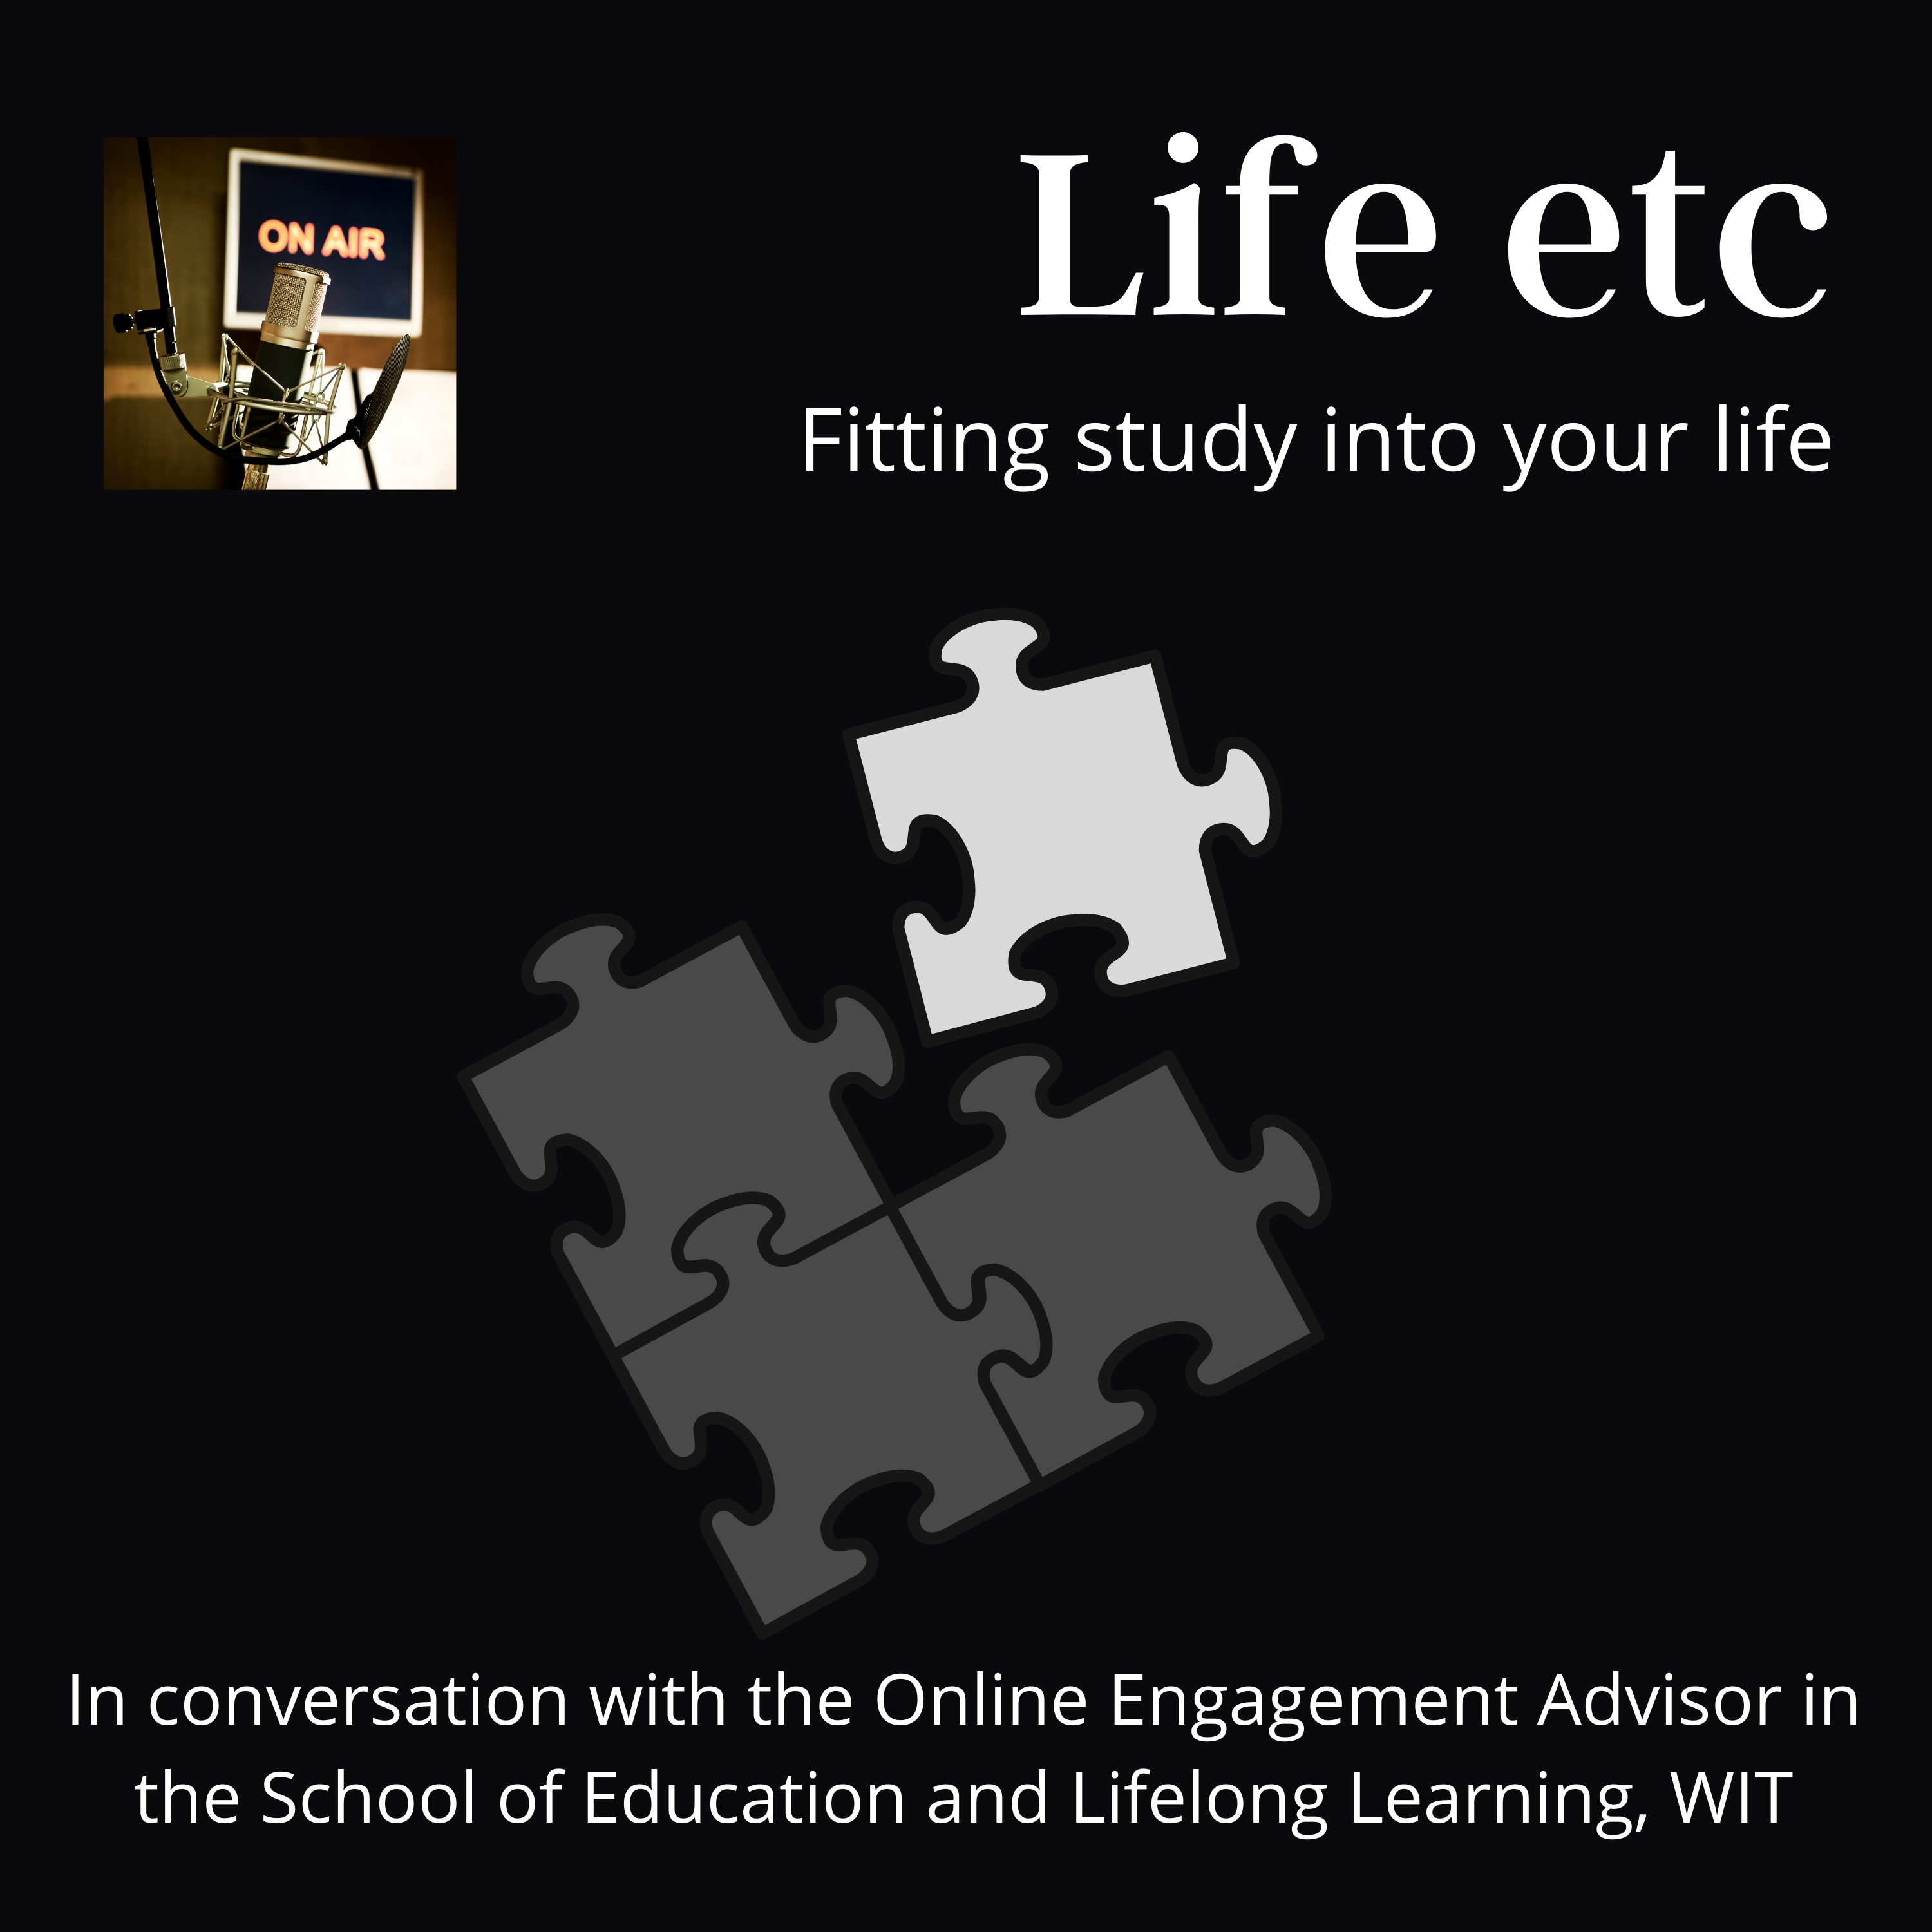 ON AIR
Life etc
Fitting study into your life
In conversation with the Online Engagement Advisor in
the School of Education and Lifelong Learning, WIT